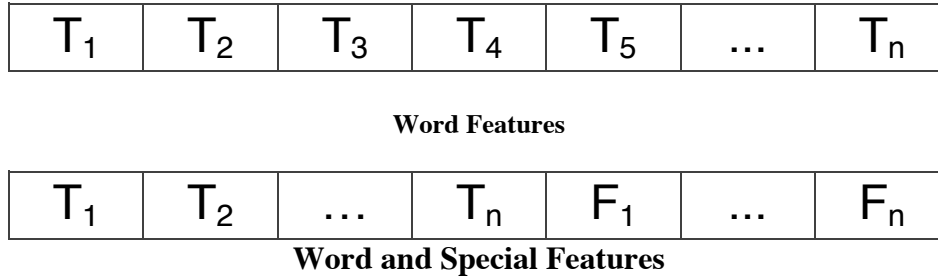 T₁ T₂ T₃ T₄ T₅ ... Tₙ
Word Features
T₁ T₂ ... Tₙ F₁ ... Fₙ
Word and Special Features